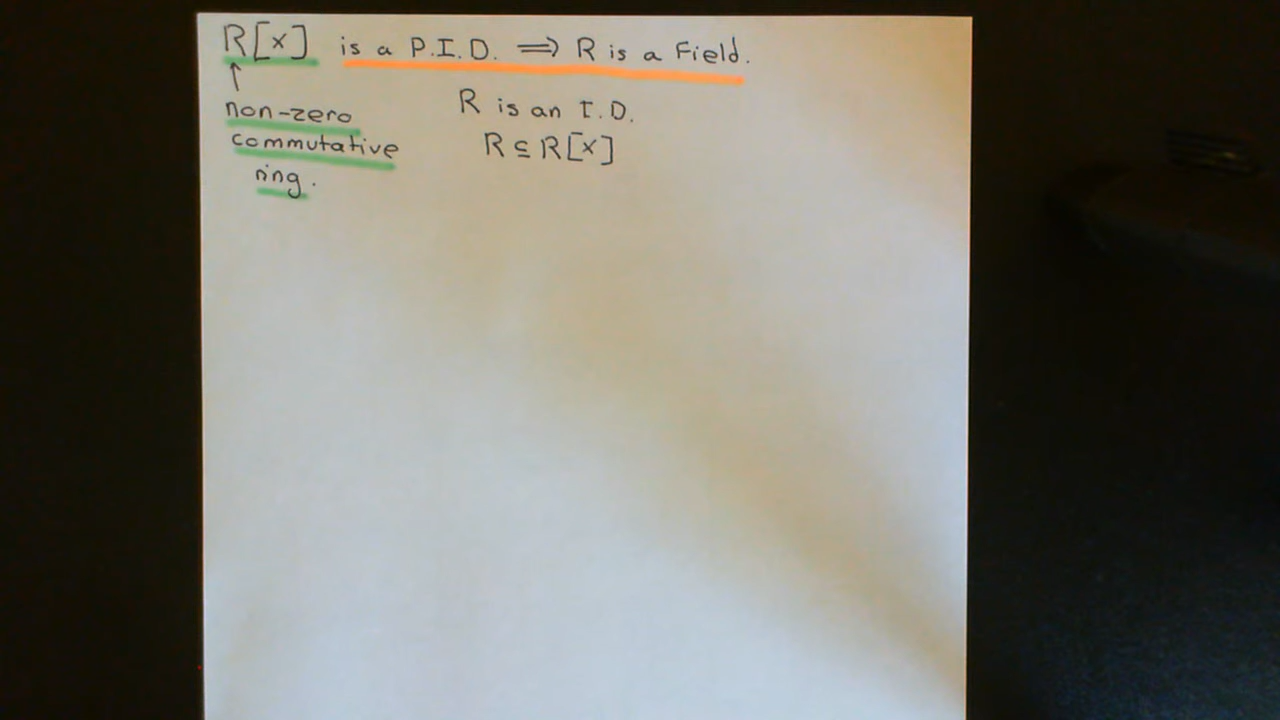 R[x] is a P.I.D. ⟹ R is a Field.
↑
non-zero
commutative
ring.
R is an I.D.
R ⊆ R[x]